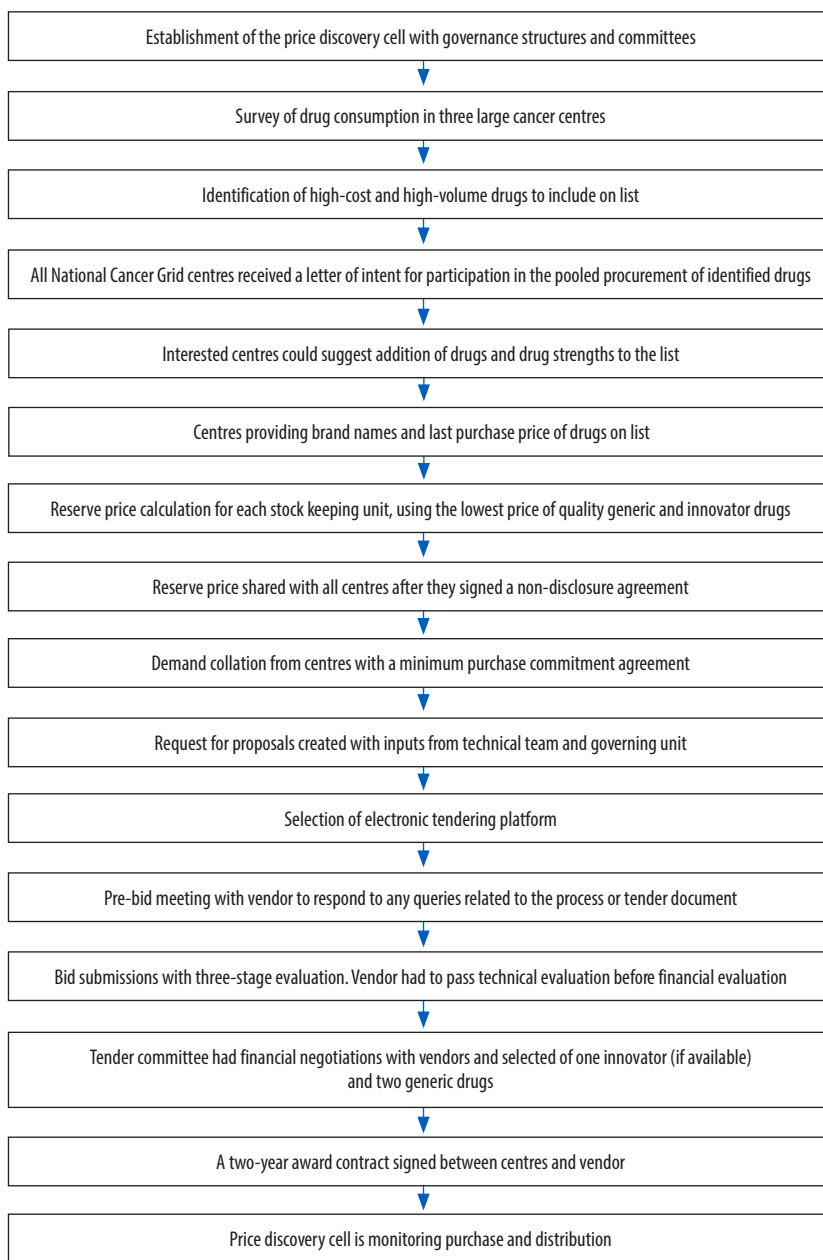 Establishment of the price discovery cell with governance structures and committees
Survey of drug consumption in three large cancer centres
Identification of high-cost and high-volume drugs to include on list
All National Cancer Grid centres received a letter of intent for participation in the pooled procurement of identified drugs
Interested centres could suggest addition of drugs and drug strengths to the list
Centres providing brand names and last purchase price of drugs on list
Reserve price calculation for each stock keeping unit, using the lowest price of quality generic and innovator drugs
Reserve price shared with all centres after they signed a non-disclosure agreement
Demand collation from centres with a minimum purchase commitment agreement
Request for proposals created with inputs from technical team and governing unit
Selection of electronic tendering platform
Pre-bid meeting with vendor to respond to any queries related to the process or tender document
Bid submissions with three-stage evaluation. Vendor had to pass technical evaluation before financial evaluation
Tender committee had financial negotiations with vendors and selected of one innovator (if available)
and two generic drugs
A two-year award contract signed between centres and vendor
Price discovery cell is monitoring purchase and distribution